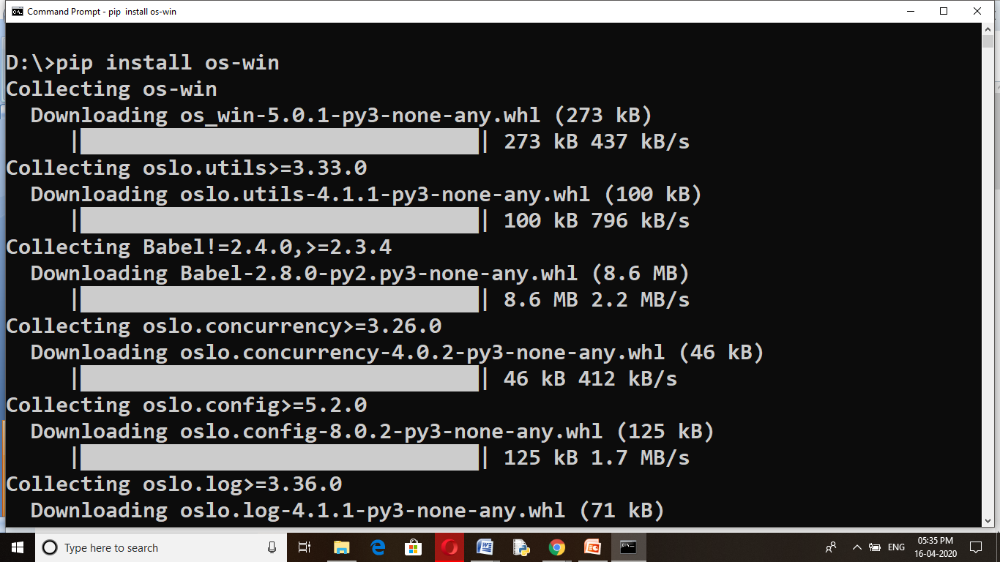 Command Prompt - pip  install os-win
D:\>pip install os-win
Collecting os-win
  Downloading os_win-5.0.1-py3-none-any.whl (273 kB)
     |████████████████████████████████| 273 kB 437 kB/s
Collecting oslo.utils>=3.33.0
  Downloading oslo.utils-4.1.1-py3-none-any.whl (100 kB)
     |████████████████████████████████| 100 kB 796 kB/s
Collecting Babel!=2.4.0,>=2.3.4
  Downloading Babel-2.8.0-py2.py3-none-any.whl (8.6 MB)
     |████████████████████████████████| 8.6 MB 2.2 MB/s
Collecting oslo.concurrency>=3.26.0
  Downloading oslo.concurrency-4.0.2-py3-none-any.whl (46 kB)
     |████████████████████████████████| 46 kB 412 kB/s
Collecting oslo.config>=5.2.0
  Downloading oslo.config-8.0.2-py3-none-any.whl (125 kB)
     |████████████████████████████████| 125 kB 1.7 MB/s
Collecting oslo.log>=3.36.0
  Downloading oslo.log-4.1.1-py3-none-any.whl (71 kB)
Type here to search
ENG
05:35 PM
16-04-2020